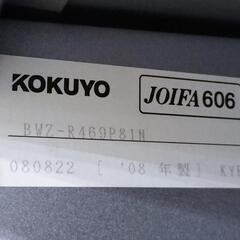 KOKUYO JOIFA 606
BWZ-R469P81N
080822 [ '08 年製]